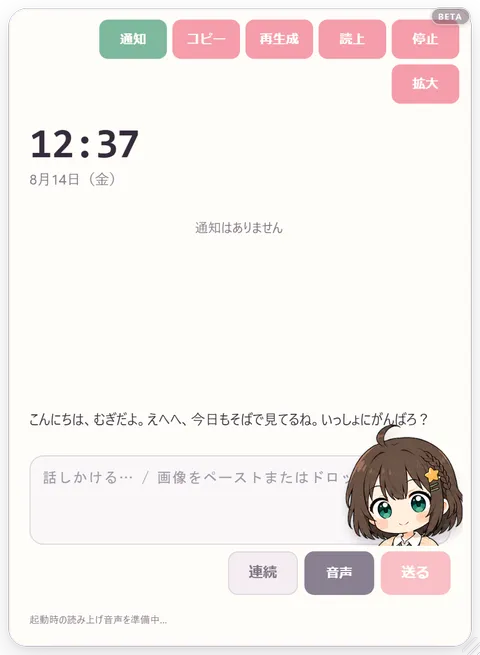 BETA
通知 コピー 再生成 読上 停止
拡大
12:37
8月14日（金）
通知はありません
こんにちは、むぎだよ。えへへ、今日もそばで見てるね。いっしょにがんばろ？
話しかける… / 画像をペーストまたはドロッ
連続 音声 送る
起動時の読み上げ音声を準備中…